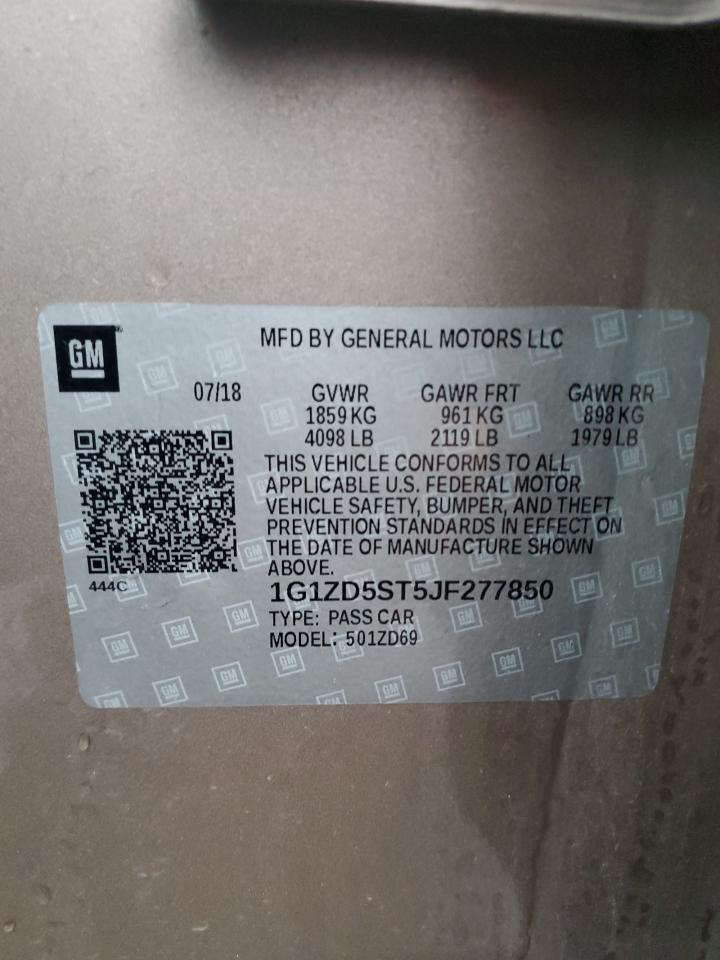 GM
MFD BY GENERAL MOTORS LLC
07/18 GVWR GAWR FRT GAWR RR
1859 KG 961 KG 898 KG
4098 LB 2119 LB 1979 LB
THIS VEHICLE CONFORMS TO ALL
APPLICABLE U.S. FEDERAL MOTOR
VEHICLE SAFETY, BUMPER, AND THEFT
PREVENTION STANDARDS IN EFFECT ON
THE DATE OF MANUFACTURE SHOWN
ABOVE.
444C
1G1ZD5ST5JF277850
TYPE: PASS CAR
MODEL: 501ZD69